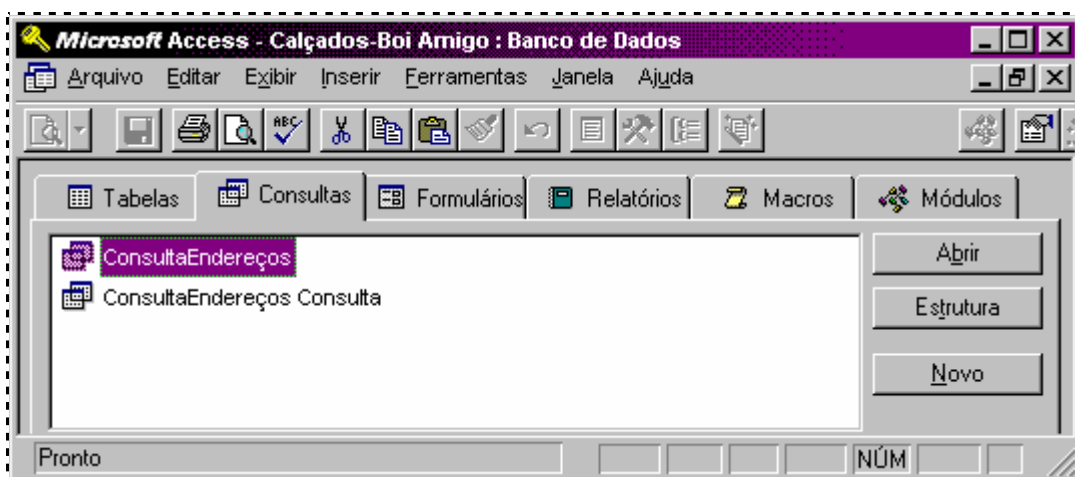 Microsoft Access - Calçados-Boi Amigo : Banco de Dados
Arquivo Editar Exibir Inserir Ferramentas Janela Ajuda
ABC
Tabelas Consultas Formulários Relatórios Macros Módulos
ConsultaEndereços Abrir
ConsultaEndereços Consulta Estrutura
Novo
Pronto NÚM